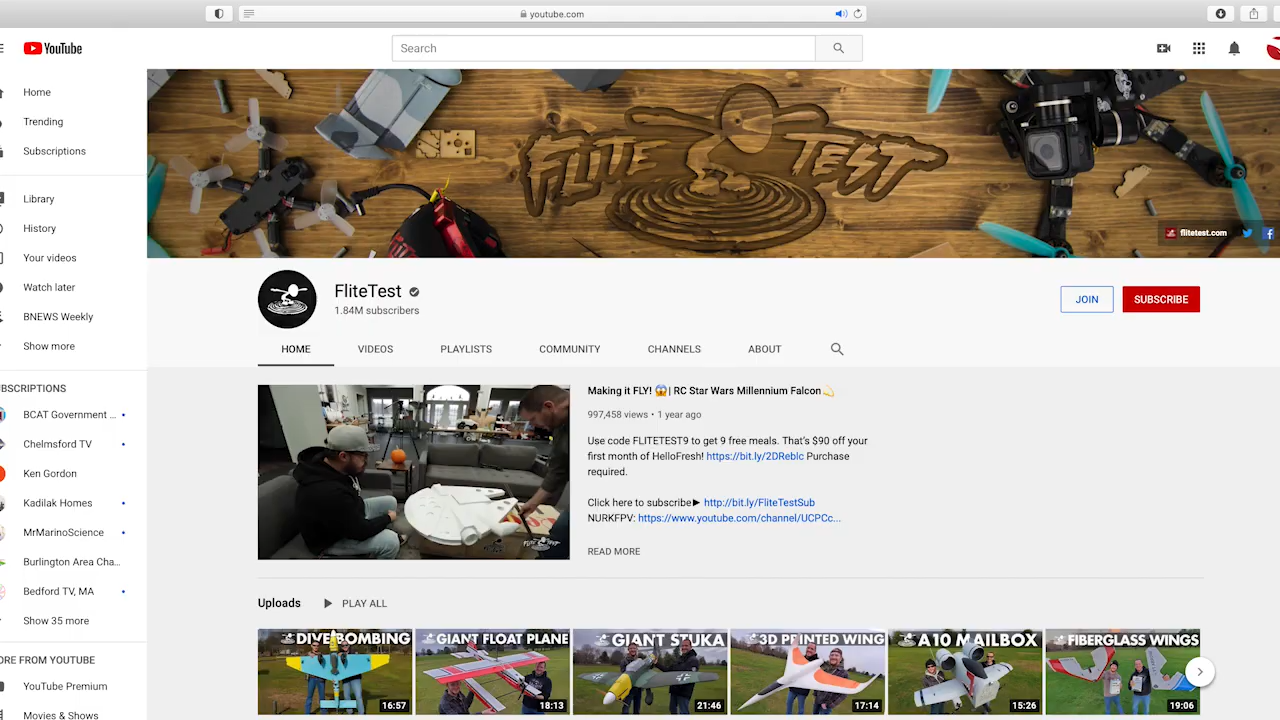 youtube.com
YouTube
Search
Home
Trending
Subscriptions
Library
History
Your videos
Watch later
BNEWS Weekly
Show more
UBSCRIPTIONS
BCAT Government ...
Chelmsford TV
Ken Gordon
Kadilak Homes
MrMarinoScience
Burlington Area Cha...
Bedford TV, MA
Show 35 more
ORE FROM YOUTUBE
YouTube Premium
Movies & Shows
FLITE TEST
flitetest.com
FliteTest
1.84M subscribers
JOIN
SUBSCRIBE
HOME VIDEOS PLAYLISTS COMMUNITY CHANNELS ABOUT
Making it FLY! 😱| RC Star Wars Millennium Falcon💫
997,458 views • 1 year ago
Use code FLITETEST9 to get 9 free meals. That's $90 off your
first month of HelloFresh! https://bit.ly/2DReblc Purchase
required.
Click here to subscribe► http://bit.ly/FliteTestSub
NURKFPV: https://www.youtube.com/channel/UCPCc...
READ MORE
FLITE TEST
Uploads ▶ PLAY ALL
DIVE BOMBING
16:57
GIANT FLOAT PLANE
18:13
GIANT STUKA
21:46
3D PRINTED WING
17:14
A10 MAILBOX
15:26
FIBERGLASS WINGS
19:06